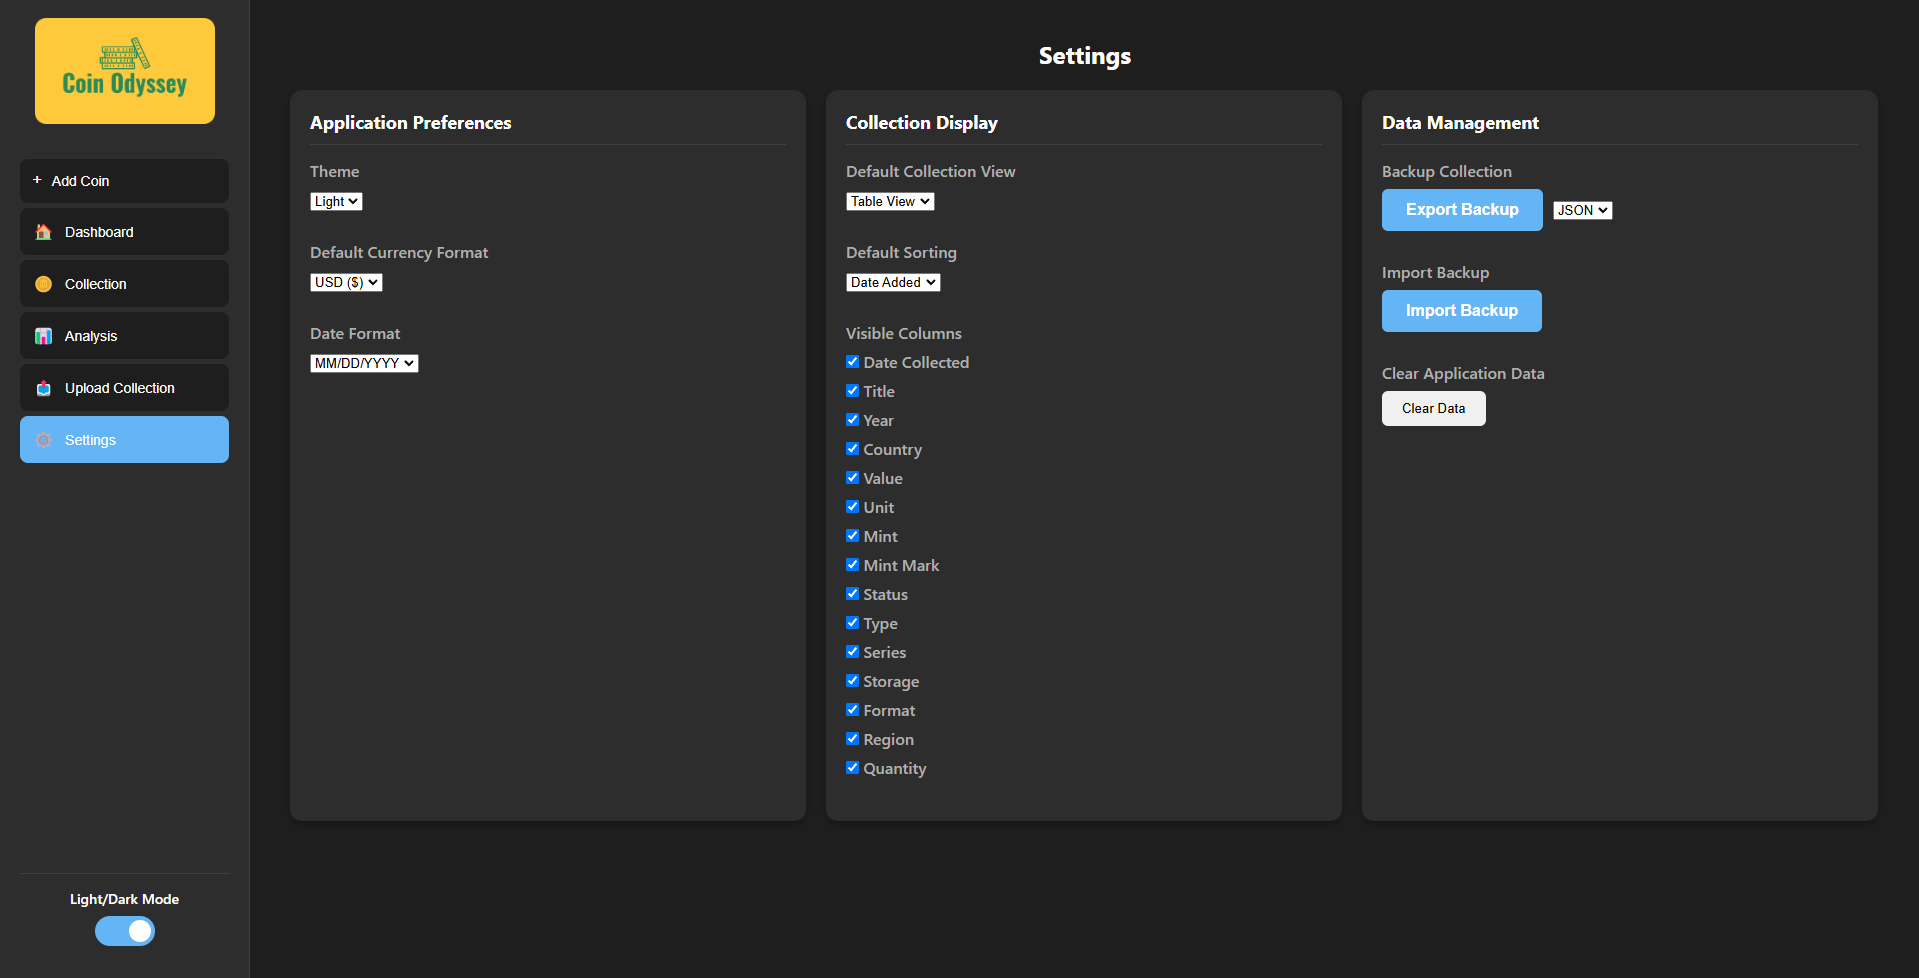 Coin Odyssey
+ Add Coin
Dashboard
Collection
Analysis
Upload Collection
Settings
Light/Dark Mode
Settings
Application Preferences
Theme
Light
Default Currency Format
USD ($)
Date Format
MM/DD/YYYY
Collection Display
Default Collection View
Table View
Default Sorting
Date Added
Visible Columns
Date Collected
Title
Year
Country
Value
Unit
Mint
Mint Mark
Status
Type
Series
Storage
Format
Region
Quantity
Data Management
Backup Collection
Export Backup JSON
Import Backup
Import Backup
Clear Application Data
Clear Data